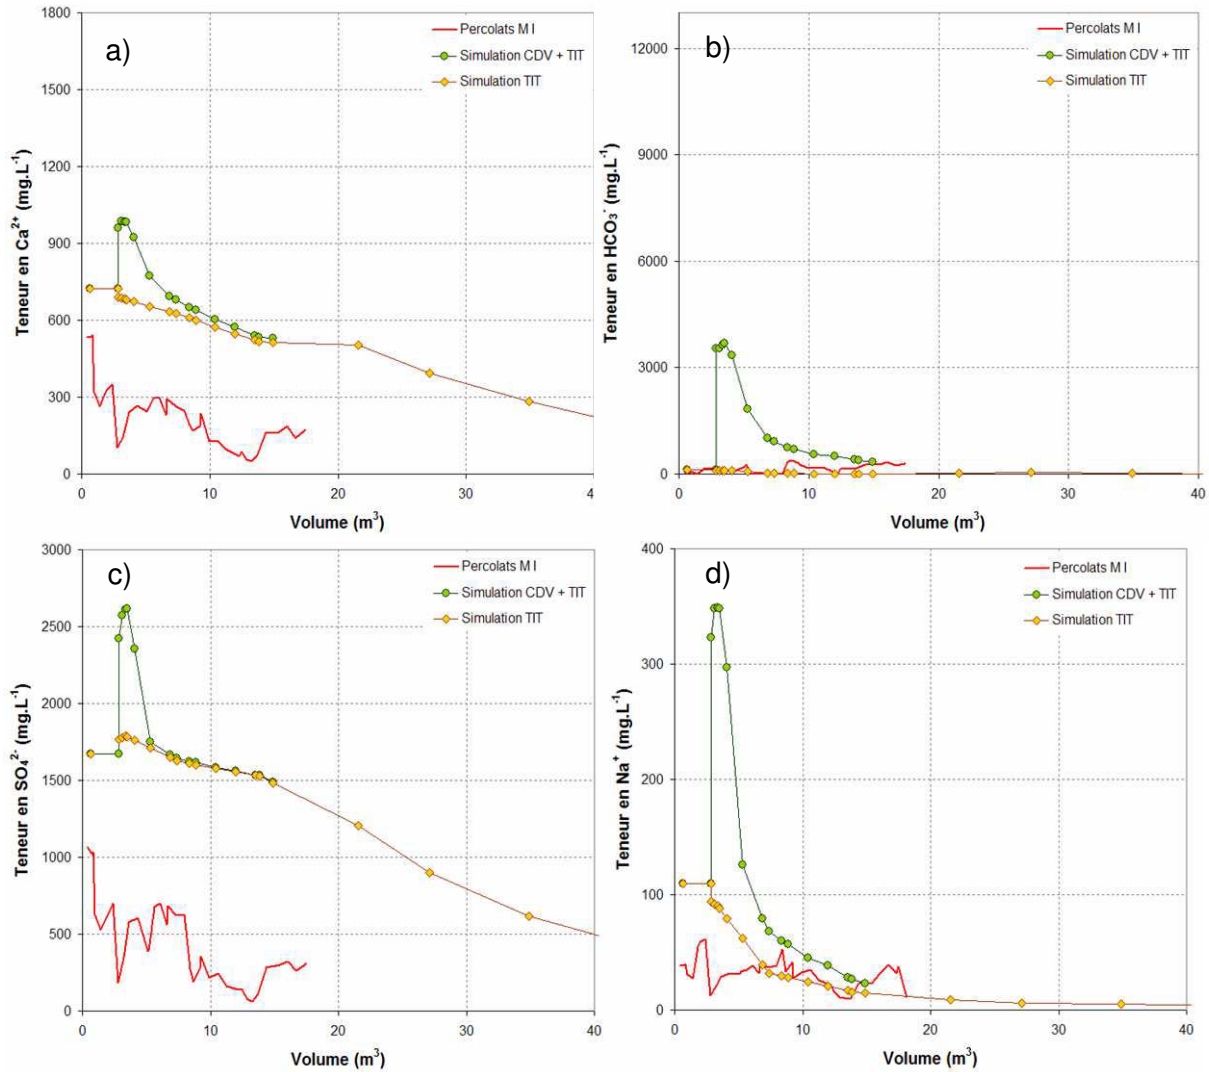 a)
Percolats M I
Simulation CDV + TIT
Simulation TIT
Teneur en Ca²⁺ (mg.L⁻¹)
1800
1500
1200
900
600
300
0
0 10 20 30 40
Volume (m³)
b)
Percolats M I
Simulation CDV + TIT
Simulation TIT
Teneur en HCO₃⁻ (mg.L⁻¹)
12000
9000
6000
3000
0
0 10 20 30 40
Volume (m³)
c)
Percolats M I
Simulation CDV + TIT
Simulation TIT
Teneur en SO₄²⁻ (mg.L⁻¹)
3000
2500
2000
1500
1000
500
0
0 10 20 30 40
Volume (m³)
d)
Percolats M I
Simulation CDV + TIT
Simulation TIT
Teneur en Na⁺ (mg.L⁻¹)
400
300
200
100
0
0 10 20 30 40
Volume (m³)